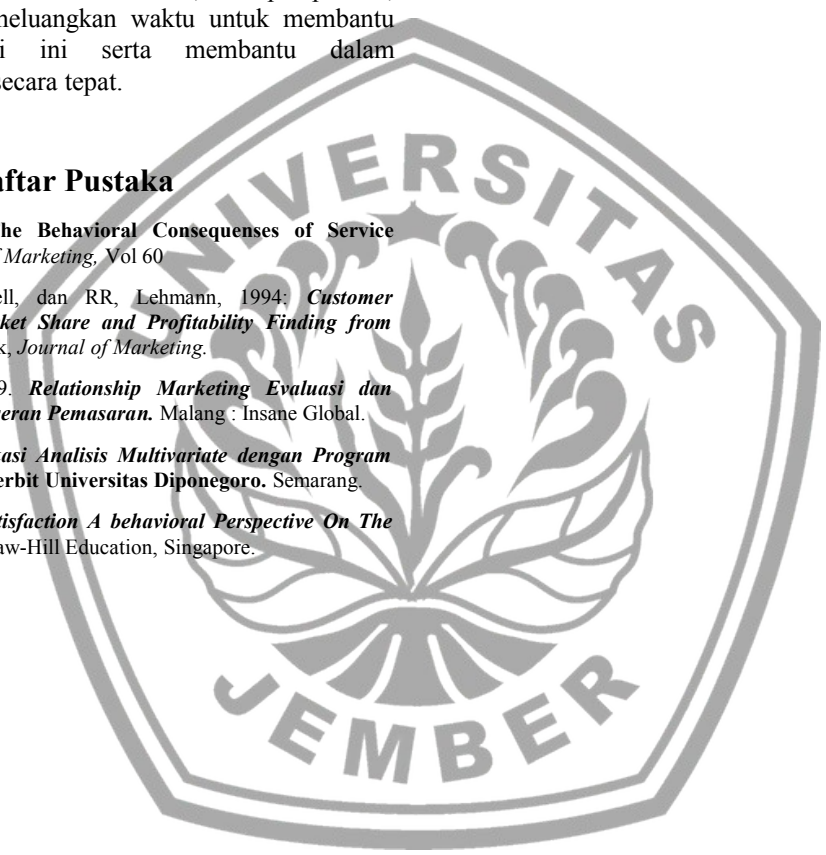 meluangkan waktu untuk membantu
i ini serta membantu dalam
secara tepat.
aftar Pustaka
he Behavioral Consequenses of Service
f Marketing, Vol 60
ell, dan RR, Lehmann, 1994: Customer
ket Share and Profitability Finding from
k, Journal of Marketing.
9. Relationship Marketing Evaluasi dan
eran Pemasaran. Malang : Insane Global.
asi Analisis Multivariate dengan Program
erbit Universitas Diponegoro. Semarang.
tisfaction A behavioral Perspective On The
aw-Hill Education, Singapore.
UNIVERSITAS
JEMBER